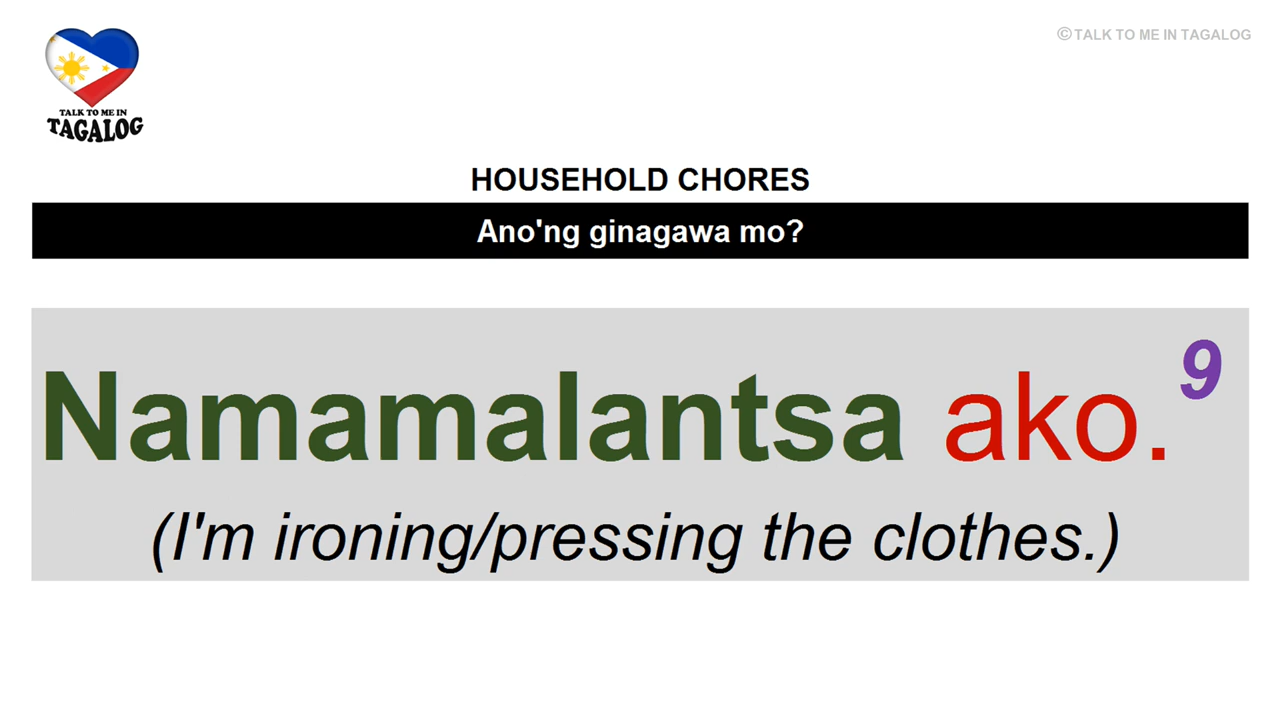 ©TALK TO ME IN TAGALOG
TALK TO ME IN
TAGALOG
HOUSEHOLD CHORES
Ano'ng ginagawa mo?
Namamalantsa ako.9
(I'm ironing/pressing the clothes.)